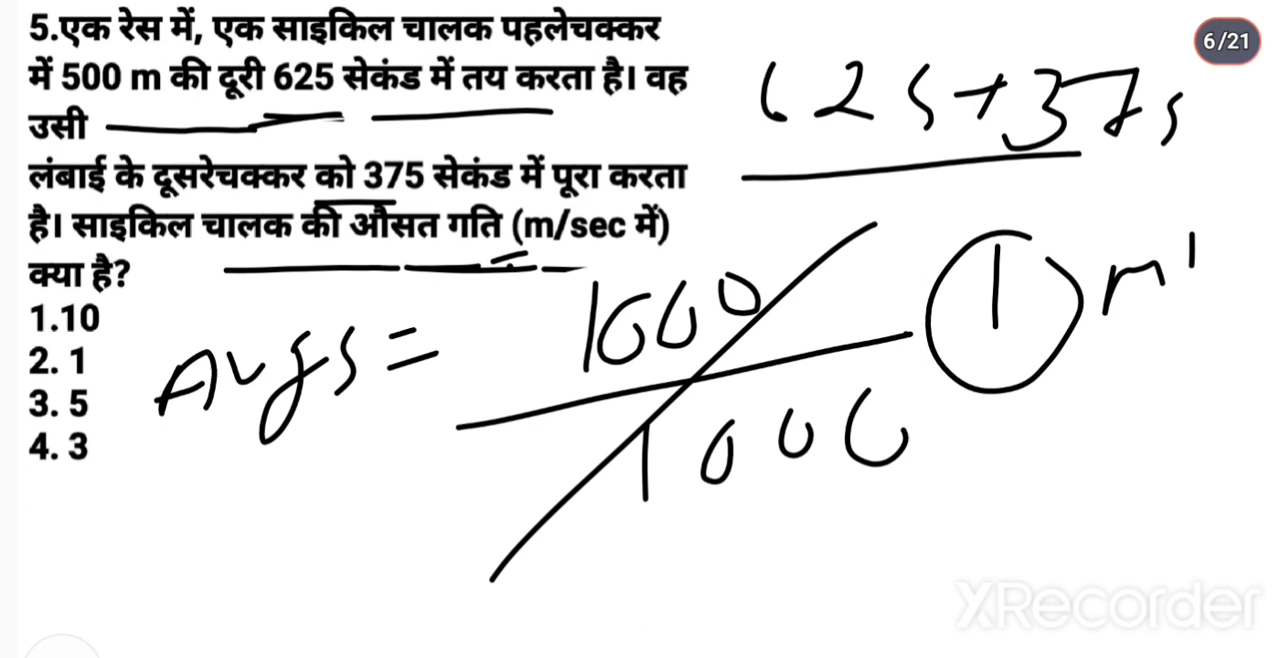 5.एक रेस में, एक साइकिल चालक पहलेचक्कर
में 500 m की दूरी 625 सेकंड में तय करता है। वह
उसी
लंबाई के दूसरेचक्कर को 375 सेकंड में पूरा करता
है। साइकिल चालक की औसत गति (m/sec में)
क्या है?
1.10
2. 1
3. 5
4. 3
6/21
625+375
Avg S =
1000
1000
1 m
XRecorder